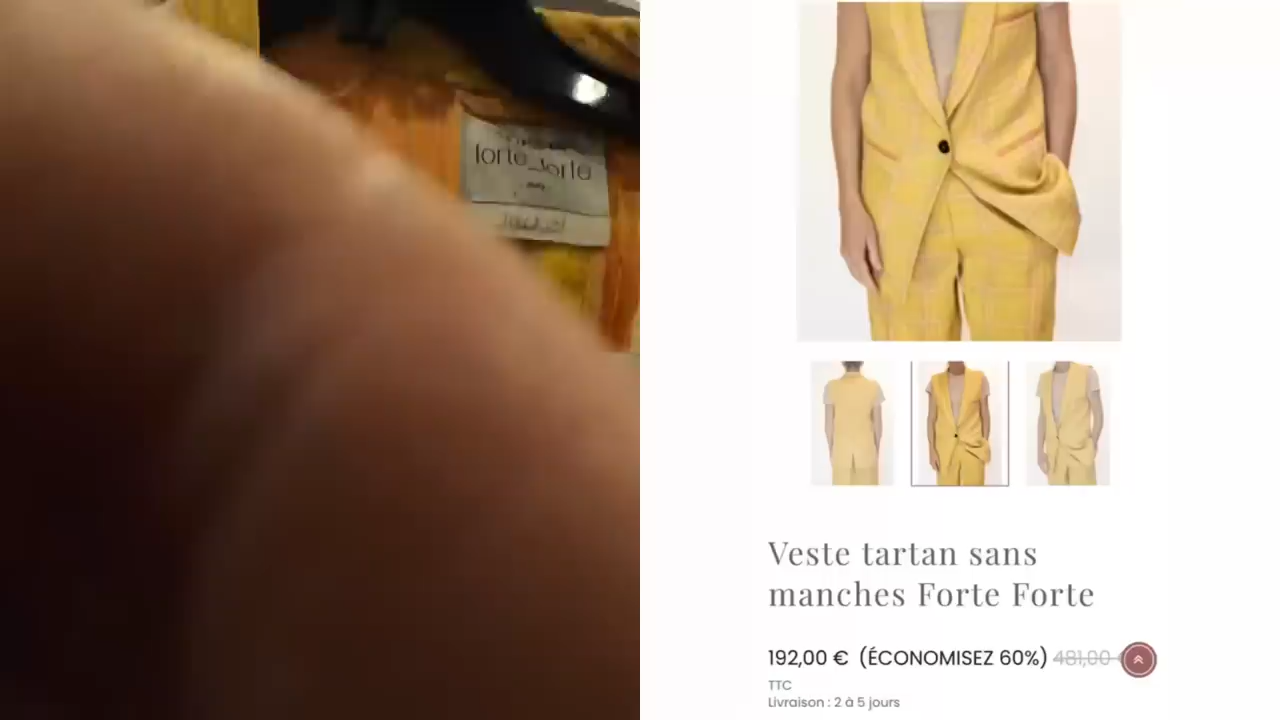 forte_forte
Veste tartan sans
manches Forte Forte
192,00 € (ÉCONOMISEZ 60%) 481,00
TTC
Livraison : 2 à 5 jours